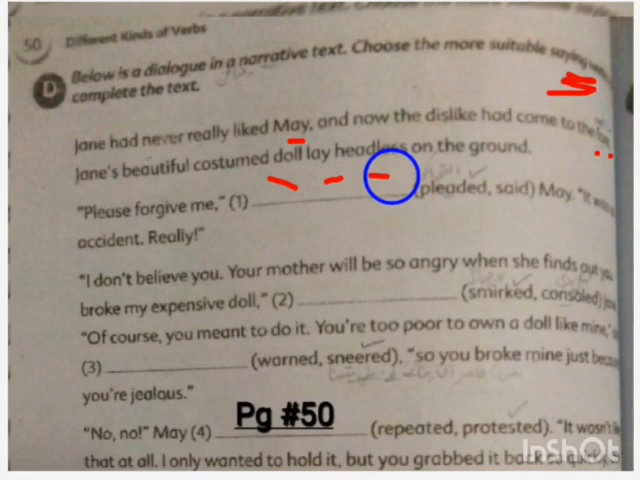 50 Different Kinds of Verbs
D Below is a dialogue in a narrative text. Choose the more suitable saying
complete the text.
Jane had never really liked May, and now the dislike had come to the
Jane's beautiful costumed doll lay headless on the ground.
"Please forgive me," (1) ____________ (pleaded, said) May. "It was
accident. Really!"
"I don't believe you. Your mother will be so angry when she finds out you
broke my expensive doll," (2) ____________ (smirked, consoled)
"Of course, you meant to do it. You're too poor to own a doll like mine,"
(3) ____________ (warned, sneered). "so you broke mine just because
you're jealous."
Pg #50
"No, no!" May (4) ____________ (repeated, protested). "It wasn't
that at all. I only wanted to hold it, but you grabbed it back so quickly,
InShOt